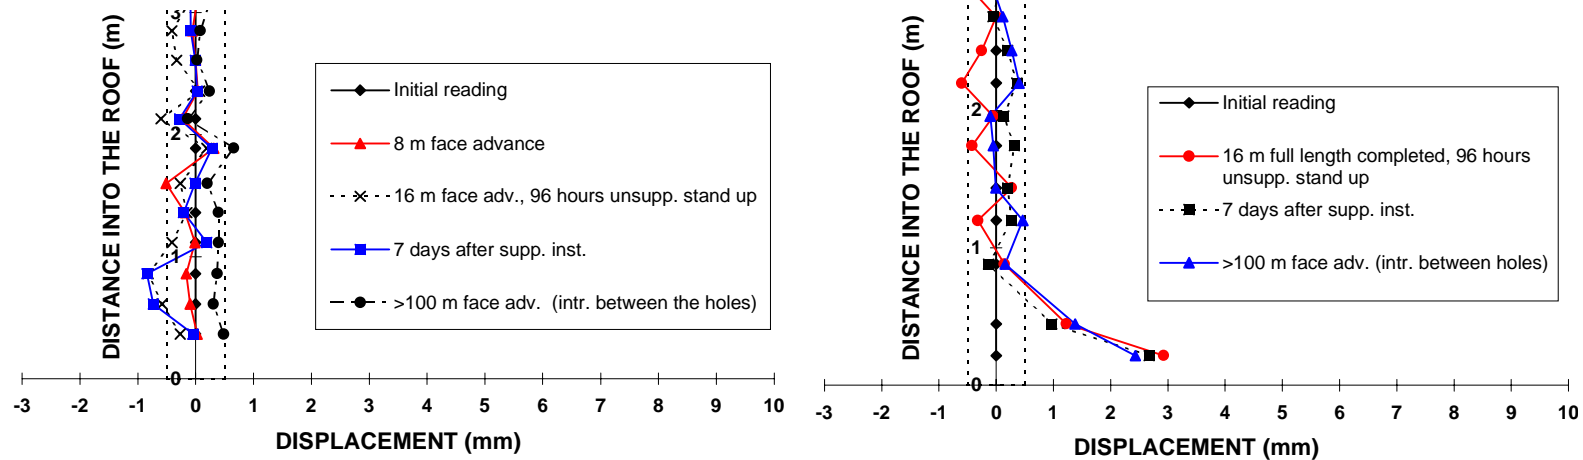 DISTANCE INTO THE ROOF (m)
3
2
1
0
Initial reading
8 m face advance
16 m face adv., 96 hours unsupp. stand up
7 days after supp. inst.
>100 m face adv. (intr. between the holes)
-3 -2 -1 0 1 2 3 4 5 6 7 8 9 10
DISPLACEMENT (mm)
DISTANCE INTO THE ROOF (m)
2
1
0
Initial reading
16 m full length completed, 96 hours
unsupp. stand up
7 days after supp. inst.
>100 m face adv. (intr. between holes)
-3 -2 -1 0 1 2 3 4 5 6 7 8 9 10
DISPLACEMENT (mm)